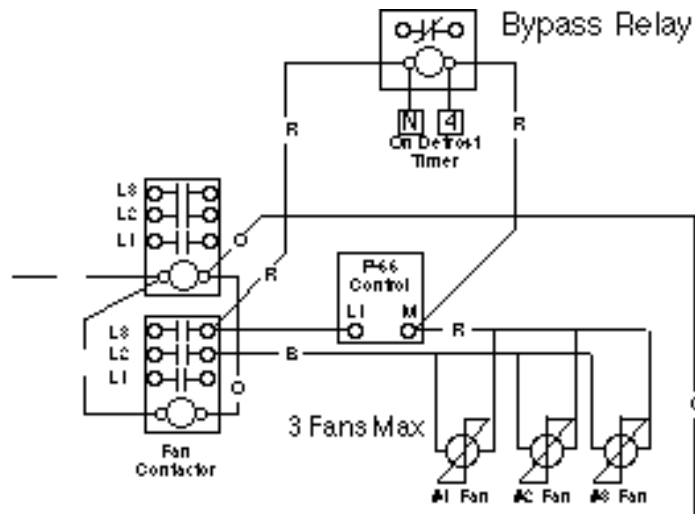 Bypass Relay
N 4
On Defrost
Timer
R
R
L3
L2
L1
O
R
P-66
Control
L1 M
L3
L2
L1
R
B
O
O
3 Fans Max
Fan
Contactor
#1 Fan #2 Fan #3 Fan